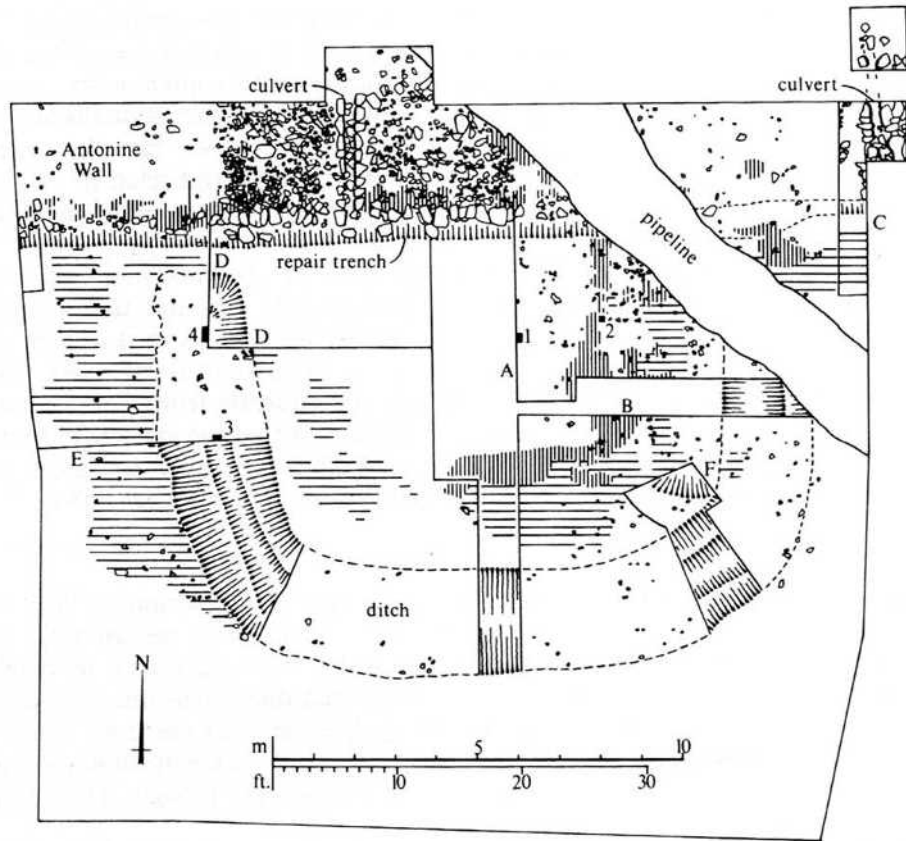 culvert
culvert
Antonine
Wall
pipeline
C
D
repair trench
4
D
1
2
A
B
3
E
F
ditch
N
m 5 10
ft. 10 20 30